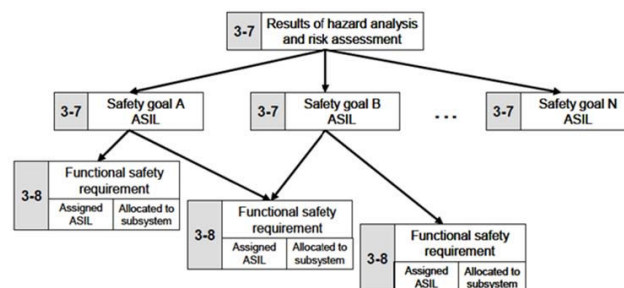 3-7
Results of hazard analysis
and risk assessment
3-7
Safety goal A
ASIL
3-7
Safety goal B
ASIL
...
3-7
Safety goal N
ASIL
3-8
Functional safety
requirement
Assigned
ASIL
Allocated to
subsystem
3-8
Functional safety
requirement
Assigned
ASIL
Allocated to
subsystem
3-8
Functional safety
requirement
Assigned
ASIL
Allocated to
subsystem